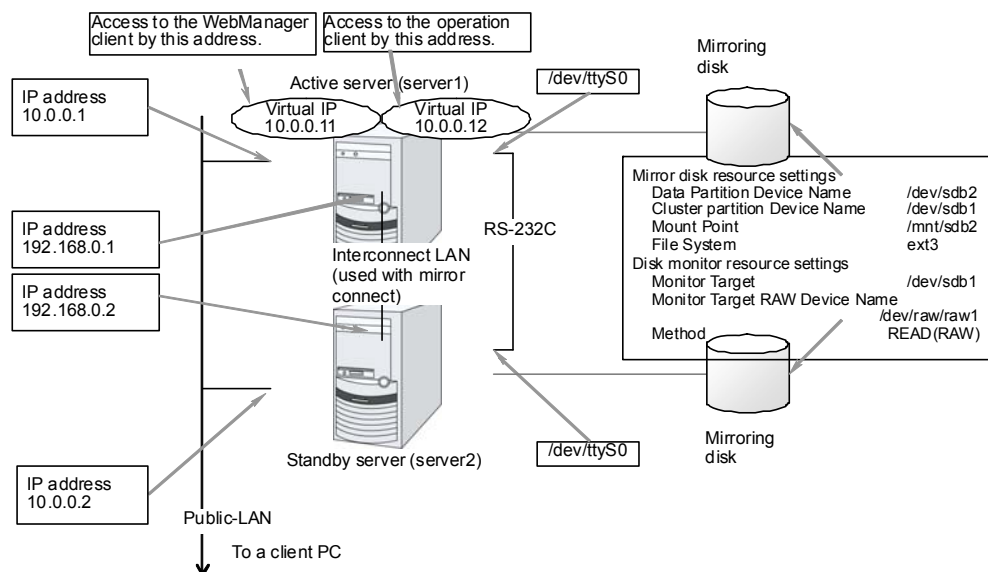 Access to the WebManager
client by this address.
Access to the operation
client by this address.
Mirroring
disk
Active server (server1)
/dev/ttyS0
IP address
10.0.0.1
Virtual IP
10.0.0.11
Virtual IP
10.0.0.12
Mirror disk resource settings
Data Partition Device Name /dev/sdb2
Cluster partition Device Name /dev/sdb1
Mount Point /mnt/sdb2
File System ext3
Disk monitor resource settings
Monitor Target /dev/sdb1
Monitor Target RAW Device Name
/dev/raw/raw1
Method READ(RAW)
IP address
192.168.0.1
RS-232C
Interconnect LAN
(used with mirror
connect)
IP address
192.168.0.2
Standby server (server2)
/dev/ttyS0
Mirroring
disk
IP address
10.0.0.2
Public-LAN
To a client PC